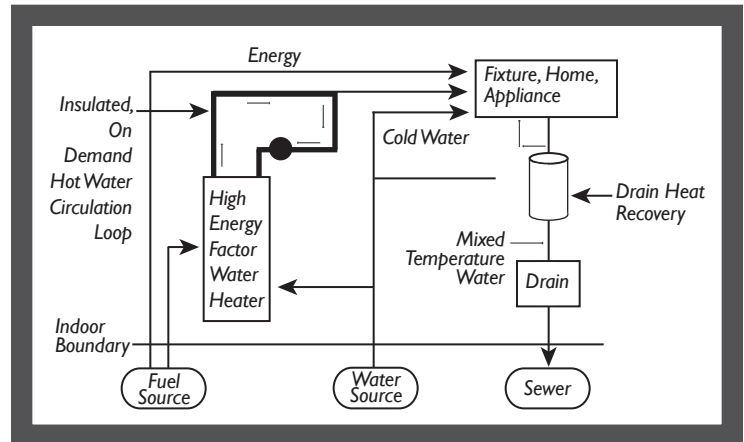 Energy
Fixture, Home,
Appliance
Insulated,
On
Demand
Hot Water
Circulation
Loop
Cold Water
High
Energy
Factor
Water
Heater
Drain Heat
Recovery
Mixed
Temperature
Water
Drain
Indoor
Boundary
Fuel
Source
Water
Source
Sewer